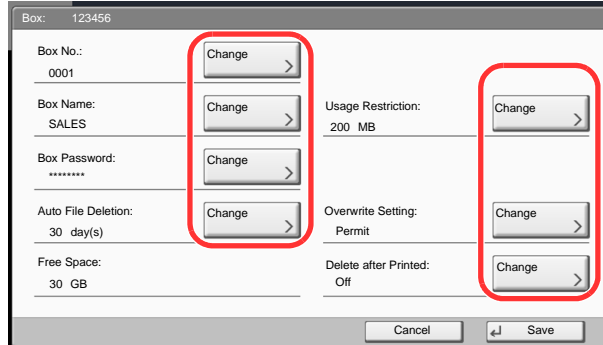 Box: 123456
Box No.:
0001
Change
Box Name:
SALES
Change
Usage Restriction:
200 MB
Change
Box Password:
********
Change
Auto File Deletion:
30 day(s)
Change
Overwrite Setting:
Permit
Change
Free Space:
30 GB
Delete after Printed:
Off
Change
Cancel
Save